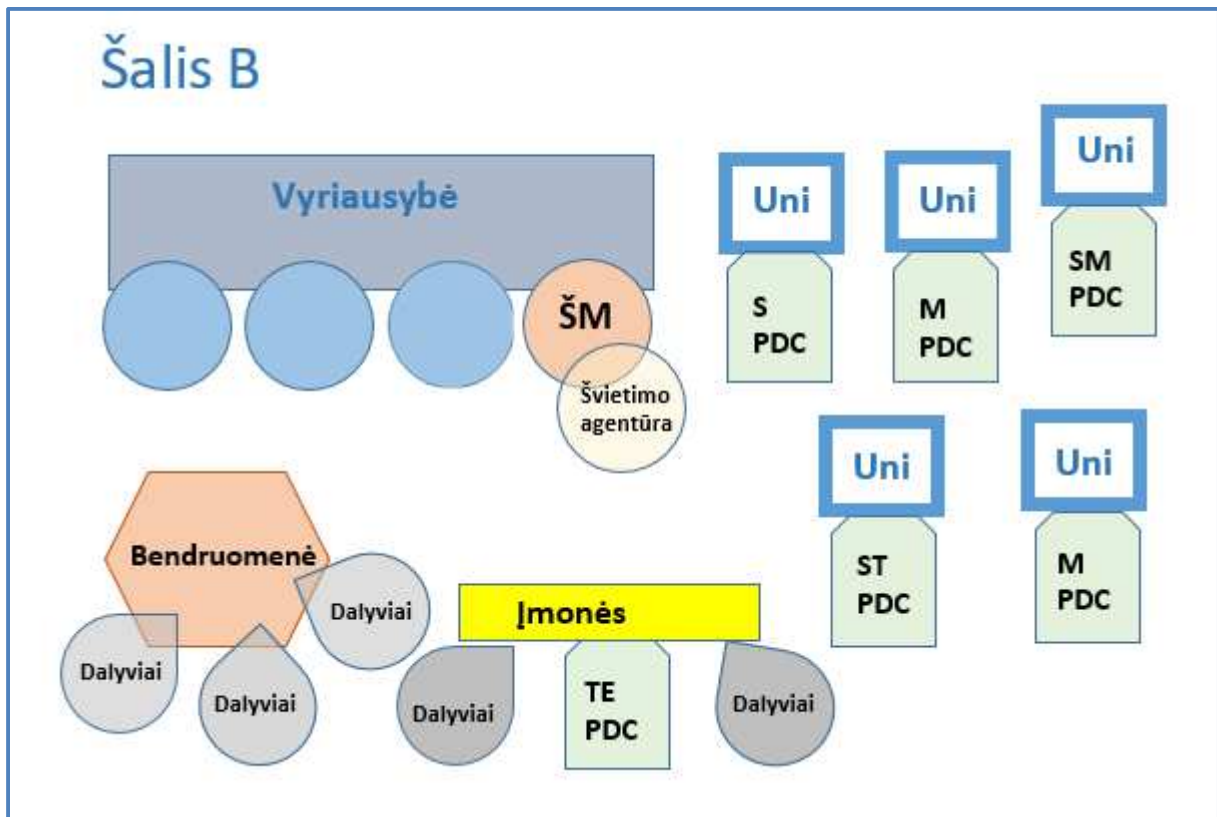 Šalis B
Vyriausybė
ŠM
Švietimo
agentūra
Uni
S
PDC
Uni
M
PDC
Uni
SM
PDC
Uni
ST
PDC
Uni
M
PDC
Bendruomenė
Dalyviai
Dalyviai
Dalyviai
Įmonės
Dalyviai
TE
PDC
Dalyviai